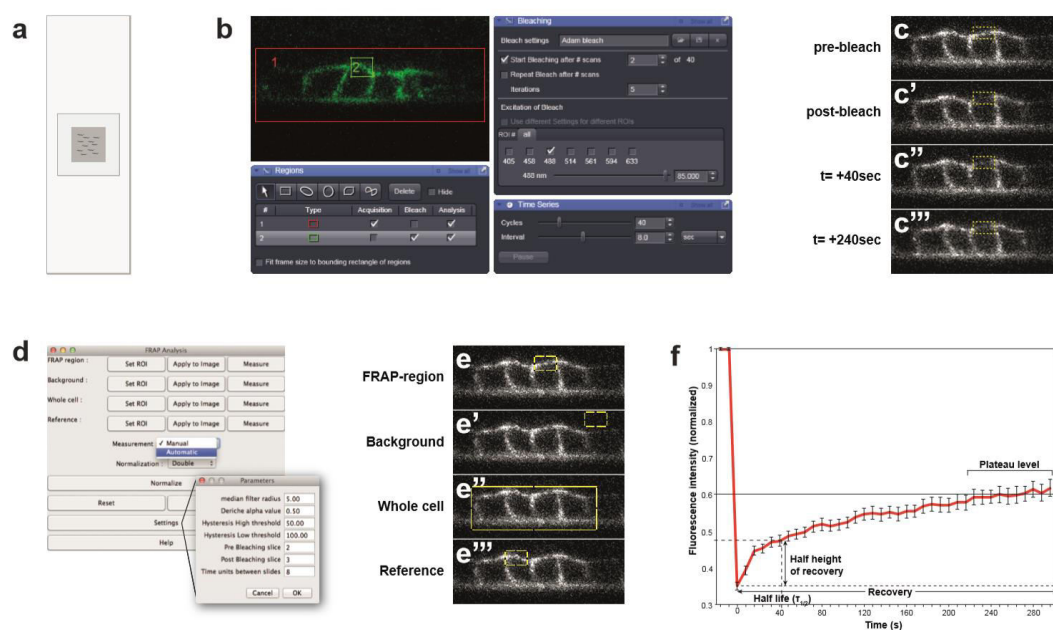 a
b
1
2
Regions
Show all
Delete
Hide
#
Type
Acquisition
Bleach
Analysis
1
2
Fit frame size to bounding rectangle of regions
Bleaching
Show all
Bleach settings
Adam bleach
Start Bleaching after # scans
2
of 40
Repeat Bleach after # scans
Iterations
5
Excitation of Bleach
Use different Settings for different ROIs
ROI #
all
405 458 488 514 561 594 633
488 nm
85.000
Time Series
Show all
Cycles
40
Interval
8.0
sec
Pause
pre-bleach
c
post-bleach
c'
t= +40sec
c''
t= +240sec
c'''
d
FRAP Analysis
FRAP region :
Set ROI
Apply to Image
Measure
Background :
Set ROI
Apply to Image
Measure
Whole cell :
Set ROI
Apply to Image
Measure
Reference :
Set ROI
Apply to Image
Measure
Measurement
✓ Manual
Automatic
Normalization :
Double
Normalize
Reset
Settings
Help
Parameters
median filter radius 5.00
Deriche alpha value 0.50
Hysteresis High threshold 50.00
Hysteresis Low threshold 100.00
Pre Bleaching slice 2
Post Bleaching slice 3
Time units between slides 8
Cancel
OK
FRAP-region
e
Background
e'
Whole cell
e''
Reference
e'''
f
Fluorescence intensity (normalized)
1
0.9
0.8
0.7
0.6
0.5
0.4
0.3
Plateau level
Half height
of recovery
Half life (τ1/2)
Recovery
0 40 80 120 160 200 240 280
Time (s)